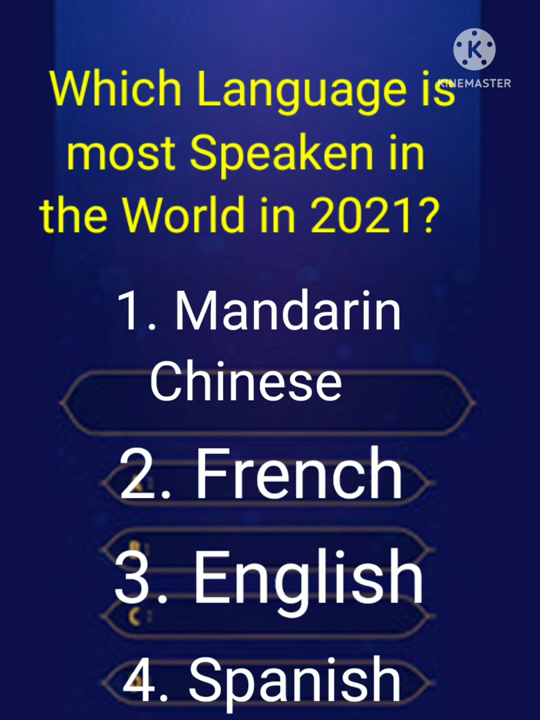 KINEMASTER
Which Language is
most Speaken in
the World in 2021?
1. Mandarin
Chinese
2. French
3. English
4. Spanish